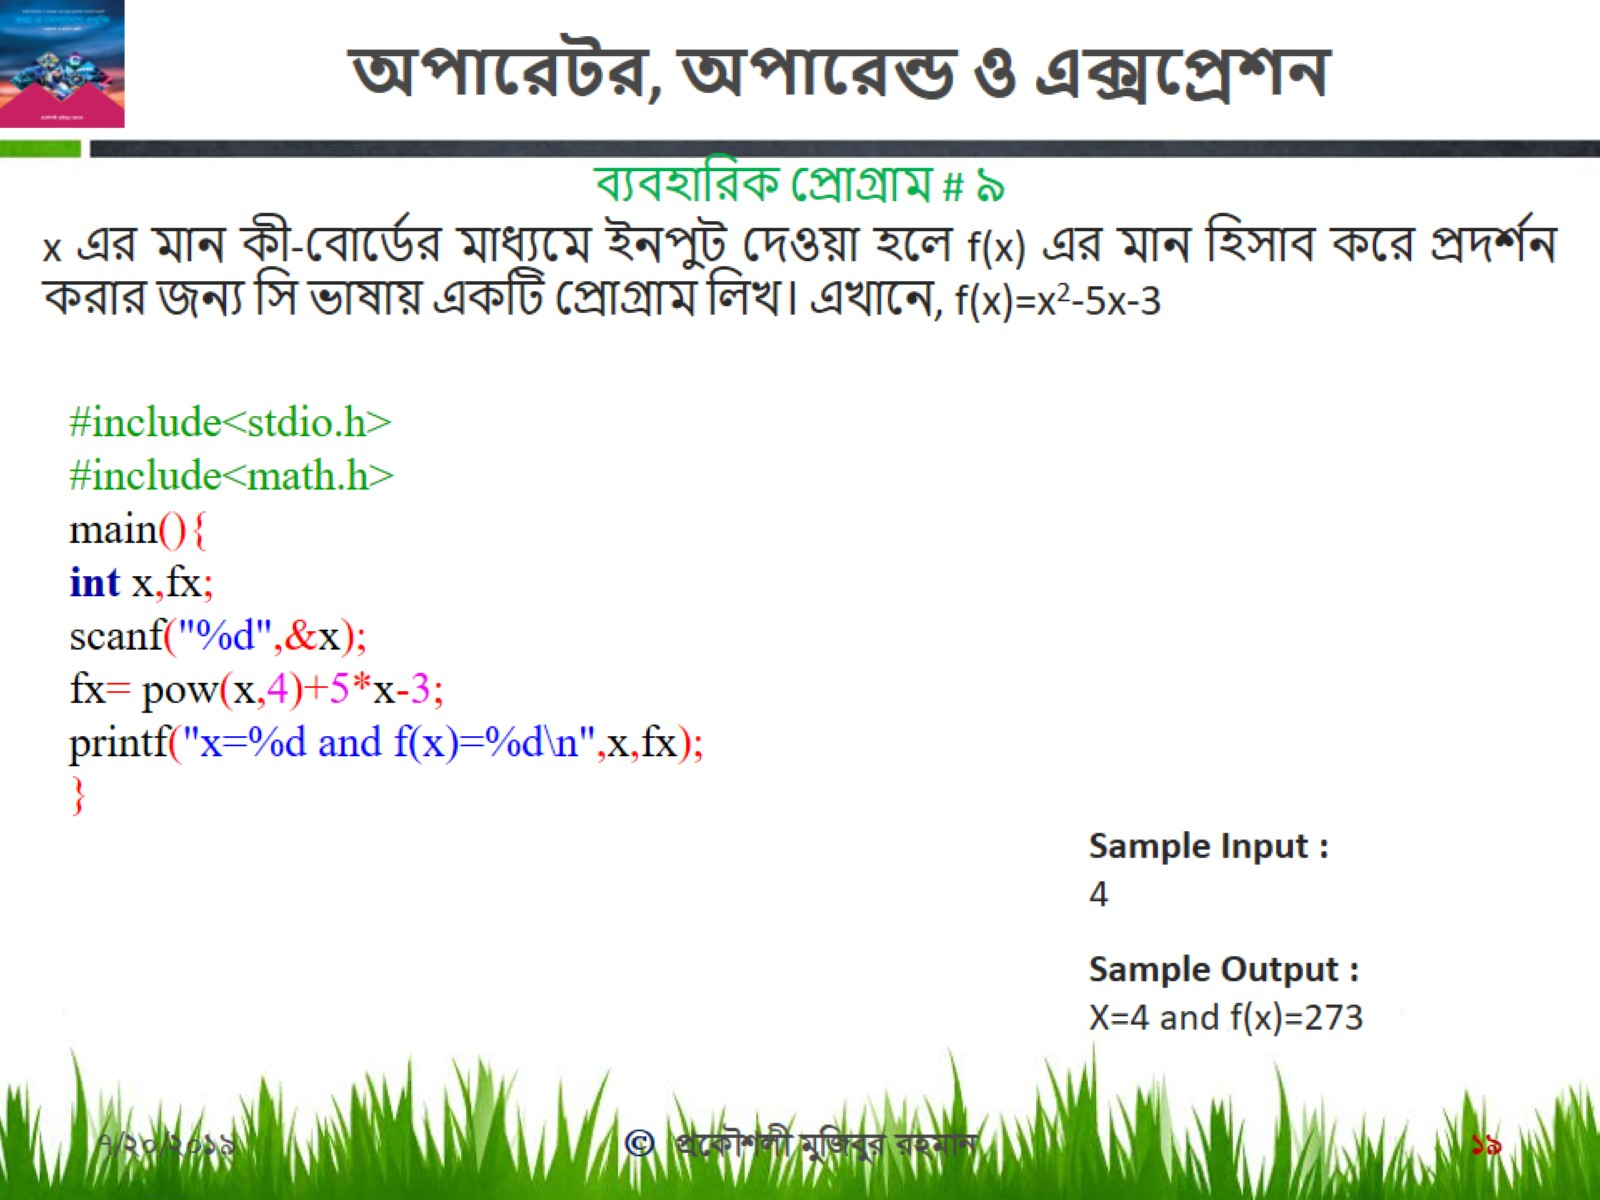 অপারেটর, অপারেন্ড ও এক্সপ্রেশন
ব্যবহারিক প্রোগ্রাম # ৯
x এর মান কী-বোর্ডের মাধ্যমে ইনপুট দেওয়া হলে f(x) এর মান হিসাব করে প্রদর্শন
করার জন্য সি ভাষায় একটি প্রোগ্রাম লিখ। এখানে, f(x)=x²-5x-3
#include<stdio.h>
#include<math.h>
main(){
int x,fx;
scanf("%d",&x);
fx= pow(x,4)+5*x-3;
printf("x=%d and f(x)=%d\n",x,fx);
}
Sample Input :
4
Sample Output :
X=4 and f(x)=273
৭/২০/২০১৯
© প্রকৌশলী মুজিবুর রহমান
১৯